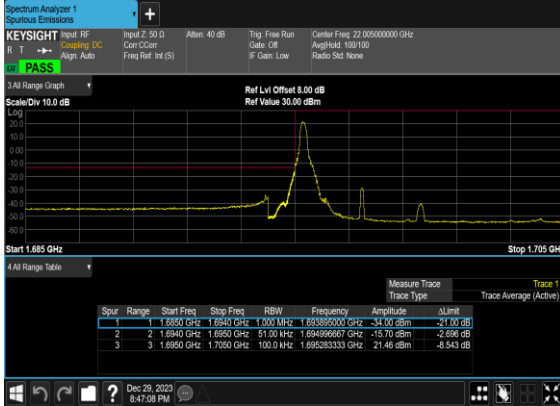 Spectrum Analyzer 1
Spurious Emissions
+
KEYSIGHT Input: RF Input Z: 50 Ω Atten: 40 dB Trig: Free Run Center Freq: 22.005000000 GHz
R T Coupling: DC Corr CCorr Gate: Off Avg|Hold: 100/100
Align: Auto Freq Ref: Int (S) IF Gain: Low Radio Std: None
LXI PASS
3 All Range Graph
Ref Lvl Offset 8.00 dB
Scale/Div 10.0 dB Ref Value 30.00 dBm
Log
20.0
10.0
0.00
-10.0
-20.0
-30.0
-40.0
-50.0
-60.0
Start 1.685 GHz Stop 1.705 GH
4 All Range Table
Measure Trace Trace 1
Trace Type Trace Average (Active)
Spur Range Start Freq Stop Freq RBW Frequency Amplitude ΔLimit
1 1 1.6850 GHz 1.6940 GHz 1.000 MHz 1.693895000 GHz -34.00 dBm -21.00 dB
2 2 1.6940 GHz 1.6950 GHz 51.00 kHz 1.694996667 GHz -15.70 dBm -2.696 dB
3 3 1.6950 GHz 1.7050 GHz 100.0 kHz 1.695283333 GHz 21.46 dBm -8.543 dB
? Dec 29, 2023
8:47:08 PM